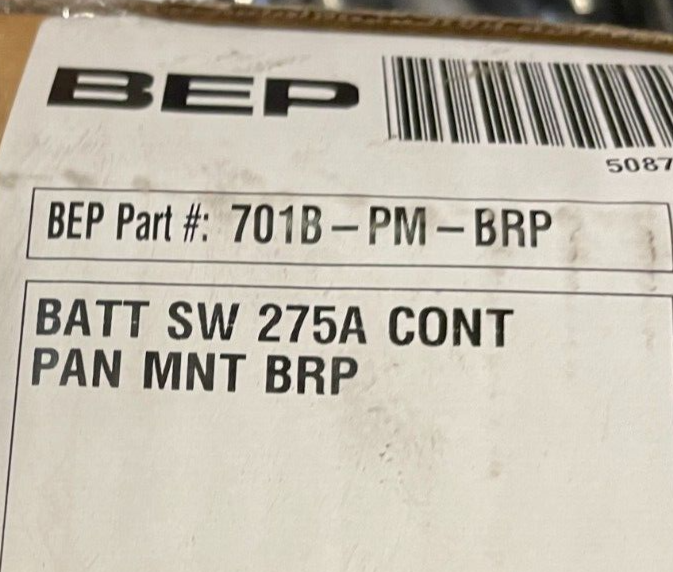 BEP
5087
BEP Part #: 701B-PM-BRP
BATT SW 275A CONT
PAN MNT BRP